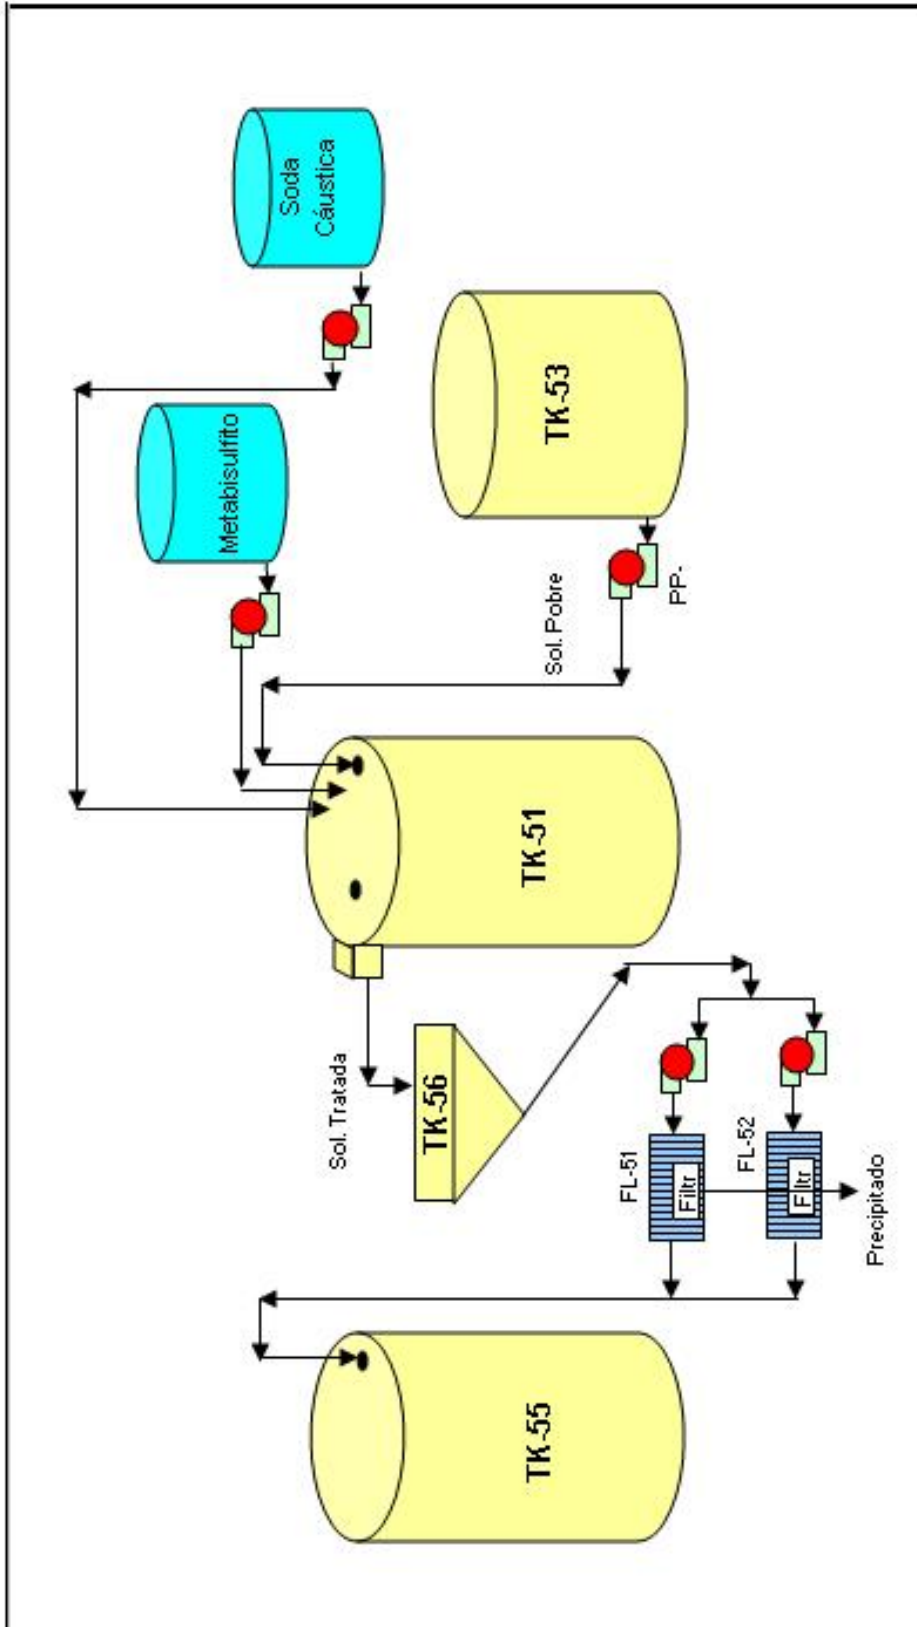 Soda
Cáustica
Metabisulfito
TK-53
Sol. Pobre
PP-
TK-51
Sol. Tratada
TK-56
FL-51
Filtr
FL-52
Filtr
Precipitado
TK-55